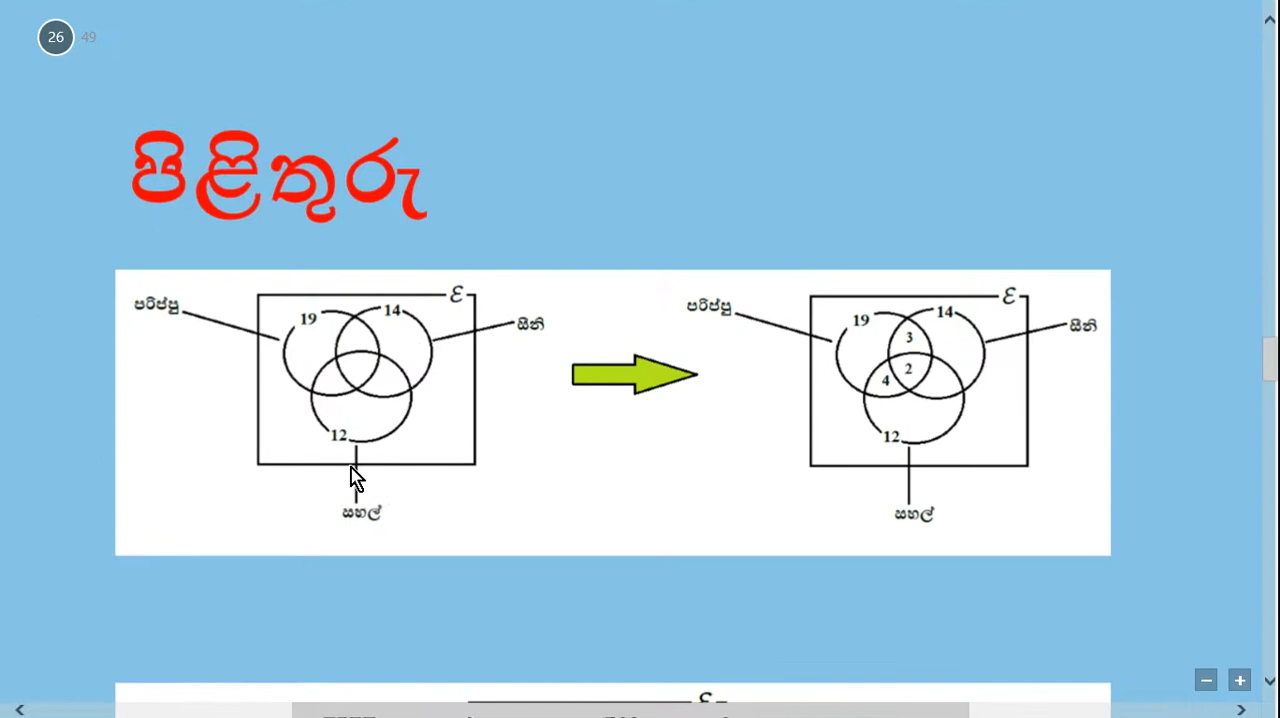 26 49
පිළිතුරු
පරිප්පු 19 14 ℰ සීනි
12
සහල්
පරිප්පු 19 3 14 ℰ සීනි
4 2
12
සහල්
ℰ